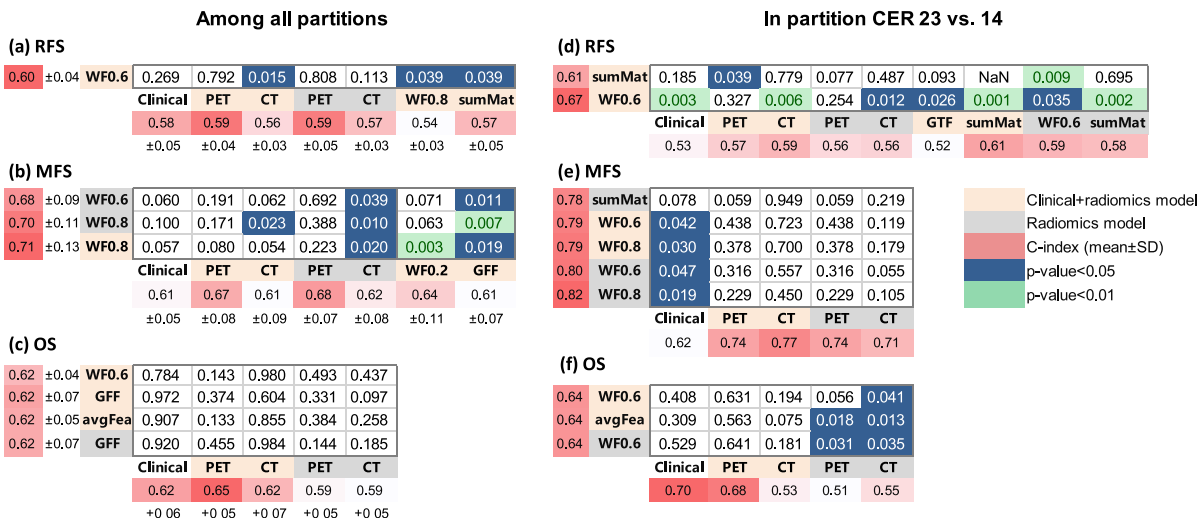 Among all partitions
(a) RFS
0.60 ±0.04 WF0.6 0.269 0.792 0.015 0.808 0.113 0.039 0.039
Clinical PET CT PET CT WF0.8 sumMat
0.58 0.59 0.56 0.59 0.57 0.54 0.57
±0.05 ±0.04 ±0.03 ±0.05 ±0.03 ±0.03 ±0.05
(b) MFS
0.68 ±0.09 WF0.6 0.060 0.191 0.062 0.692 0.039 0.071 0.011
0.70 ±0.11 WF0.8 0.100 0.171 0.023 0.388 0.010 0.063 0.007
0.71 ±0.13 WF0.8 0.057 0.080 0.054 0.223 0.020 0.003 0.019
Clinical PET CT PET CT WF0.2 GFF
0.61 0.67 0.61 0.68 0.62 0.64 0.61
±0.05 ±0.08 ±0.09 ±0.07 ±0.08 ±0.11 ±0.07
(c) OS
0.62 ±0.04 WF0.6 0.784 0.143 0.980 0.493 0.437
0.62 ±0.07 GFF 0.972 0.374 0.604 0.331 0.097
0.62 ±0.05 avgFea 0.907 0.133 0.855 0.384 0.258
0.62 ±0.07 GFF 0.920 0.455 0.984 0.144 0.185
Clinical PET CT PET CT
0.62 0.65 0.62 0.59 0.59
±0.06 ±0.05 ±0.07 ±0.05 ±0.05
In partition CER 23 vs. 14
(d) RFS
0.61 sumMat 0.185 0.039 0.779 0.077 0.487 0.093 NaN 0.009 0.695
0.67 WF0.6 0.003 0.327 0.006 0.254 0.012 0.026 0.001 0.035 0.002
Clinical PET CT PET CT GTF sumMat WF0.6 sumMat
0.53 0.57 0.59 0.56 0.56 0.52 0.61 0.59 0.58
(e) MFS
0.78 sumMat 0.078 0.059 0.949 0.059 0.219
0.79 WF0.6 0.042 0.438 0.723 0.438 0.119
0.79 WF0.8 0.030 0.378 0.700 0.378 0.179
0.80 WF0.6 0.047 0.316 0.557 0.316 0.055
0.82 WF0.8 0.019 0.229 0.450 0.229 0.105
Clinical PET CT PET CT
0.62 0.74 0.77 0.74 0.71
Clinical+radiomics model
Radiomics model
C-index (mean±SD)
p-value<0.05
p-value<0.01
(f) OS
0.64 WF0.6 0.408 0.631 0.194 0.056 0.041
0.64 avgFea 0.309 0.563 0.075 0.018 0.013
0.64 WF0.6 0.529 0.641 0.181 0.031 0.035
Clinical PET CT PET CT
0.70 0.68 0.53 0.51 0.55